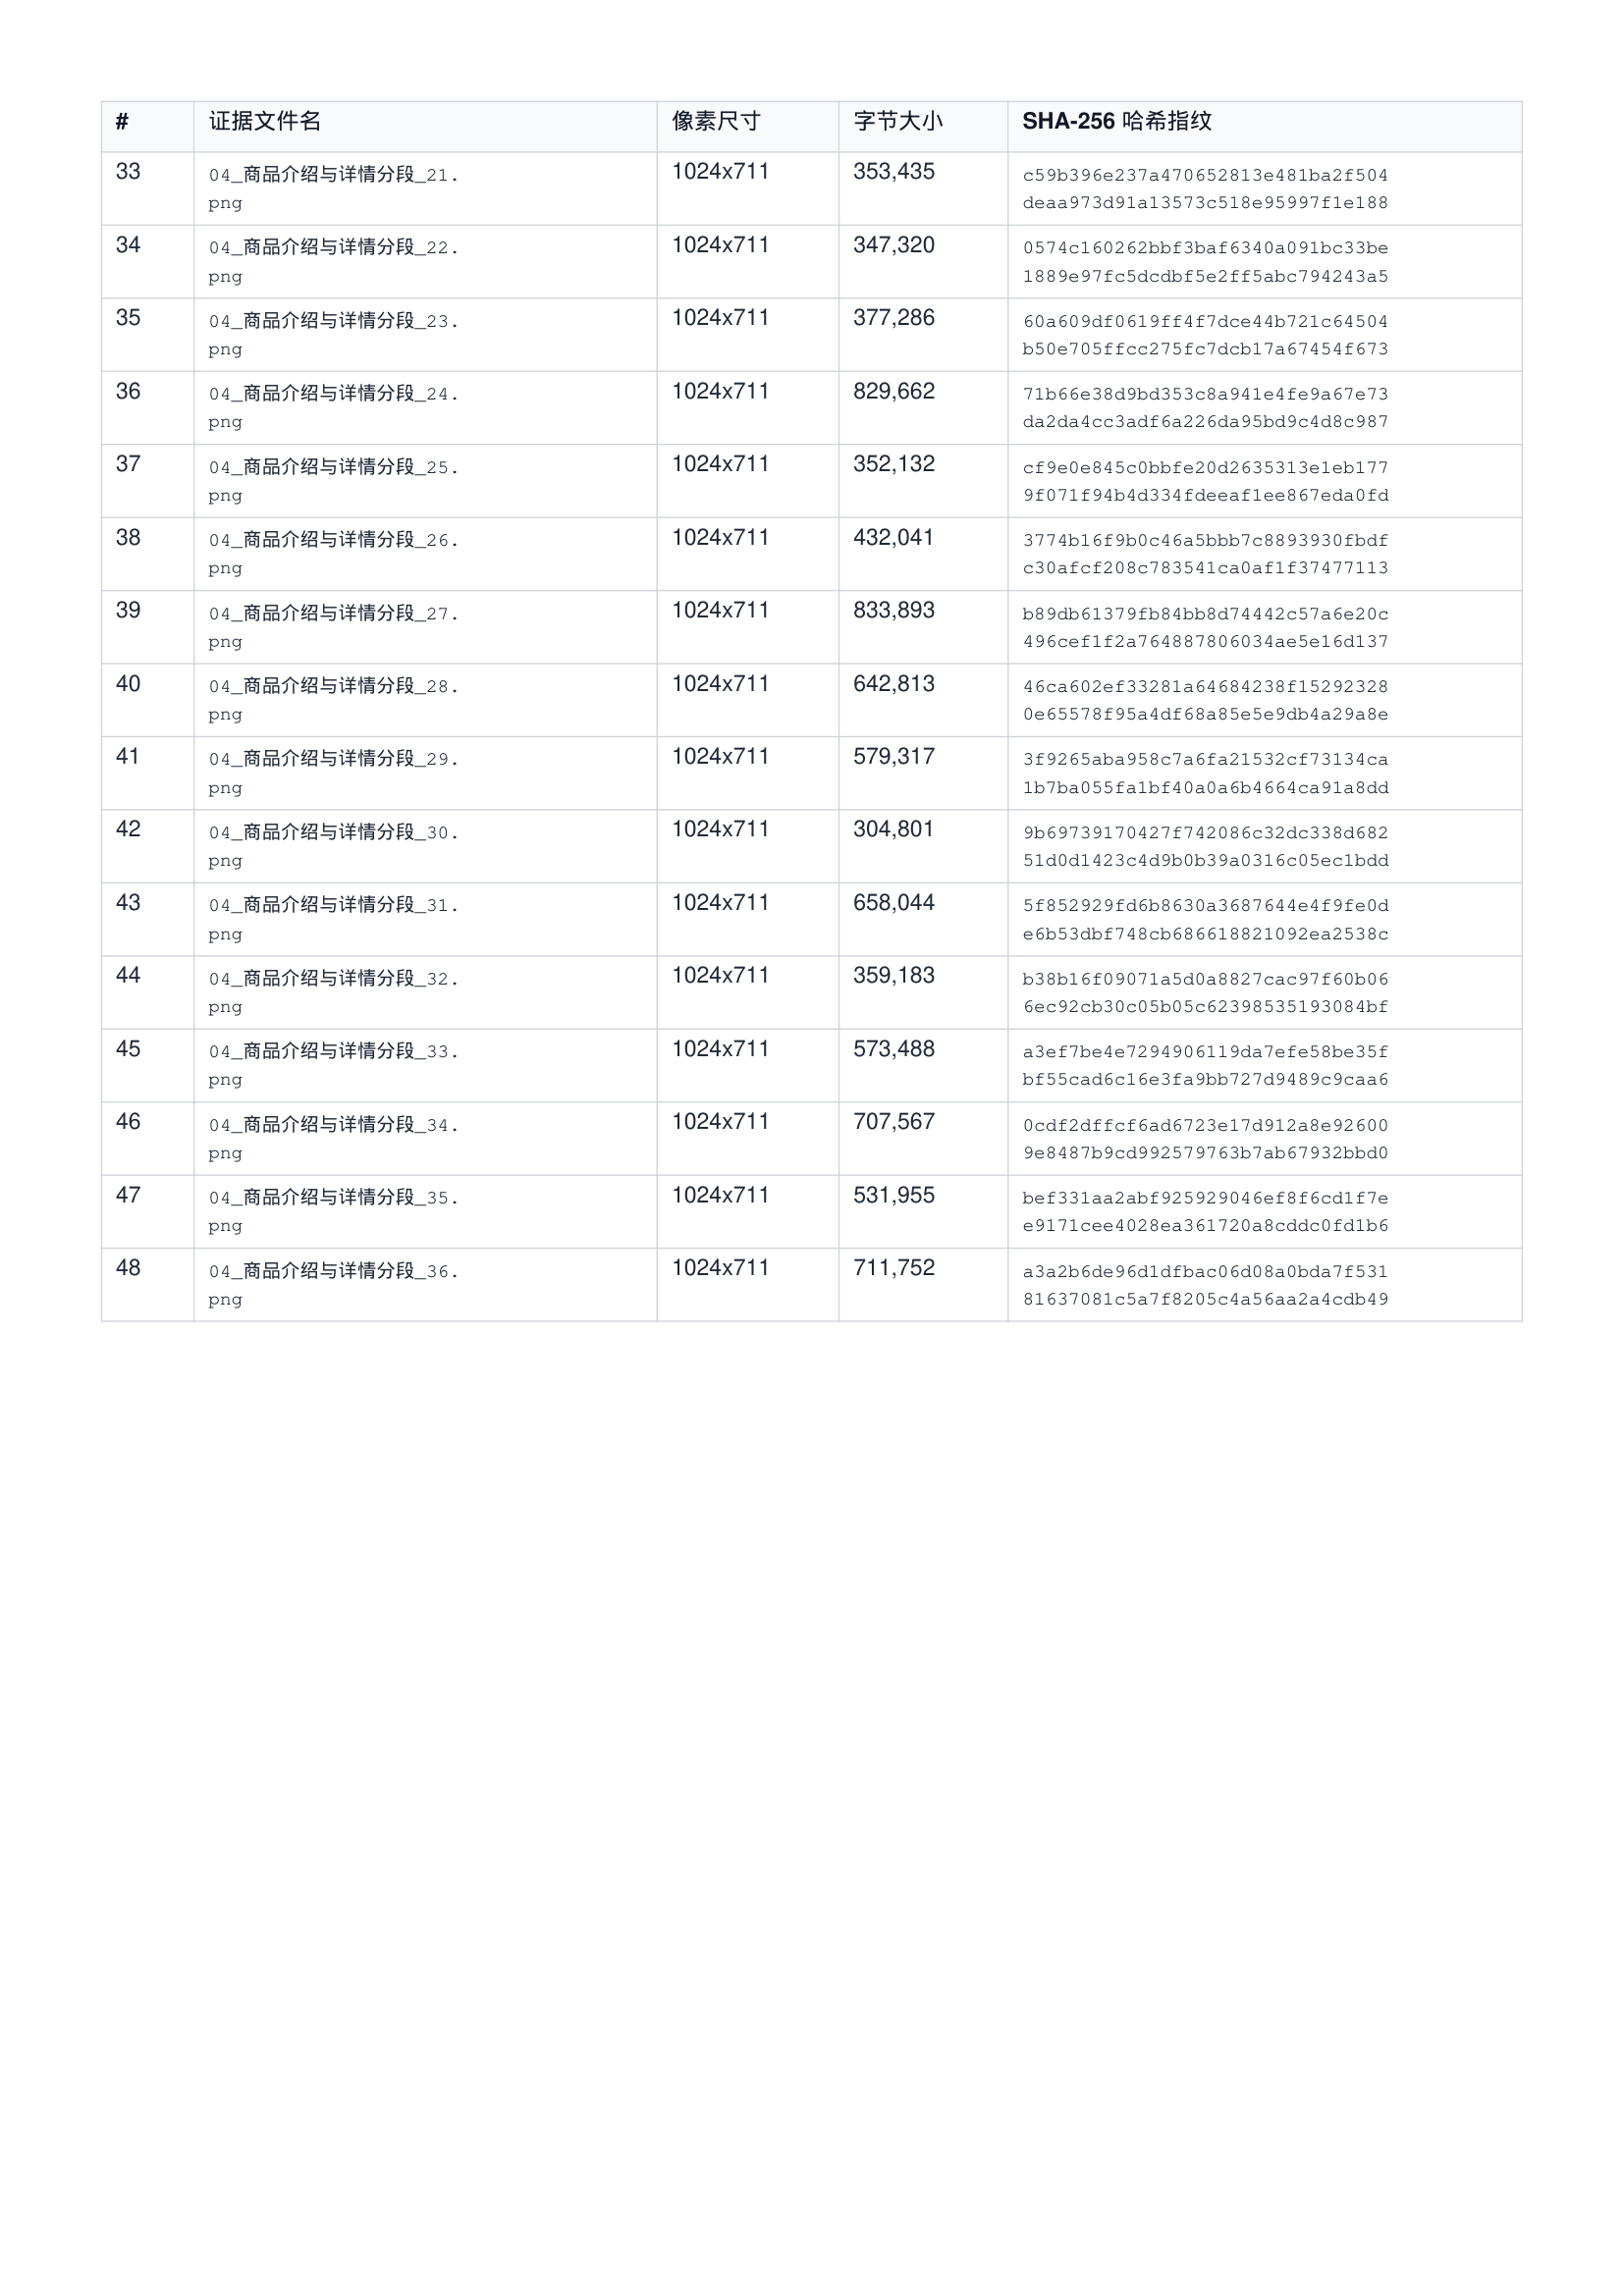 # 证据文件名 像素尺寸 字节大小 SHA-256 哈希指纹
33 04_商品介绍与详情分段_21. 1024x711 353,435 c59b396e237a470652813e481ba2f504
png deaa973d91a13573c518e95997f1e188
34 04_商品介绍与详情分段_22. 1024x711 347,320 0574c160262bbf3baf6340a091bc33be
png 1889e97fc5dcdbf5e2ff5abc794243a5
35 04_商品介绍与详情分段_23. 1024x711 377,286 60a609df0619ff4f7dce44b721c64504
png b50e705ffcc275fc7dcb17a67454f673
36 04_商品介绍与详情分段_24. 1024x711 829,662 71b66e38d9bd353c8a941e4fe9a67e73
png da2da4cc3adf6a226da95bd9c4d8c987
37 04_商品介绍与详情分段_25. 1024x711 352,132 cf9e0e845c0bbfe20d2635313e1eb177
png 9f071f94b4d334fdeeaf1ee867eda0fd
38 04_商品介绍与详情分段_26. 1024x711 432,041 3774b16f9b0c46a5bbb7c8893930fbdf
png c30afcf208c783541ca0af1f37477113
39 04_商品介绍与详情分段_27. 1024x711 833,893 b89db61379fb84bb8d74442c57a6e20c
png 496cef1f2a764887806034ae5e16d137
40 04_商品介绍与详情分段_28. 1024x711 642,813 46ca602ef33281a64684238f15292328
png 0e65578f95a4df68a85e5e9db4a29a8e
41 04_商品介绍与详情分段_29. 1024x711 579,317 3f9265aba958c7a6fa21532cf73134ca
png 1b7ba055fa1bf40a0a6b4664ca91a8dd
42 04_商品介绍与详情分段_30. 1024x711 304,801 9b69739170427f742086c32dc338d682
png 51d0d1423c4d9b0b39a0316c05ec1bdd
43 04_商品介绍与详情分段_31. 1024x711 658,044 5f852929fd6b8630a3687644e4f9fe0d
png e6b53dbf748cb686618821092ea2538c
44 04_商品介绍与详情分段_32. 1024x711 359,183 b38b16f09071a5d0a8827cac97f60b06
png 6ec92cb30c05b05c62398535193084bf
45 04_商品介绍与详情分段_33. 1024x711 573,488 a3ef7be4e7294906119da7efe58be35f
png bf55cad6c16e3fa9bb727d9489c9caa6
46 04_商品介绍与详情分段_34. 1024x711 707,567 0cdf2dffcf6ad6723e17d912a8e92600
png 9e8487b9cd992579763b7ab67932bbd0
47 04_商品介绍与详情分段_35. 1024x711 531,955 bef331aa2abf925929046ef8f6cd1f7e
png e9171cee4028ea361720a8cddc0fd1b6
48 04_商品介绍与详情分段_36. 1024x711 711,752 a3a2b6de96d1dfbac06d08a0bda7f531
png 81637081c5a7f8205c4a56aa2a4cdb49